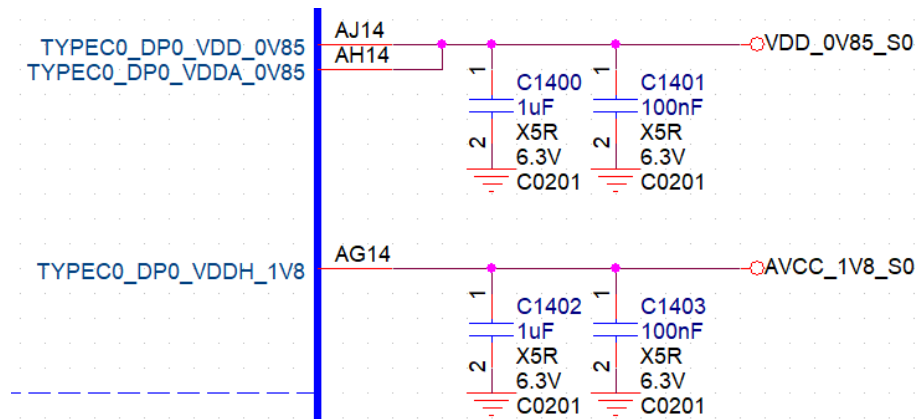 TYPEC0_DP0_VDD_0V85
AJ14
VDD_0V85_S0
TYPEC0_DP0_VDDA_0V85
AH14
1
C1400
1uF
X5R
2
6.3V
C0201
1
C1401
100nF
X5R
2
6.3V
C0201
TYPEC0_DP0_VDDH_1V8
AG14
AVCC_1V8_S0
1
C1402
1uF
X5R
2
6.3V
C0201
1
C1403
100nF
X5R
2
6.3V
C0201